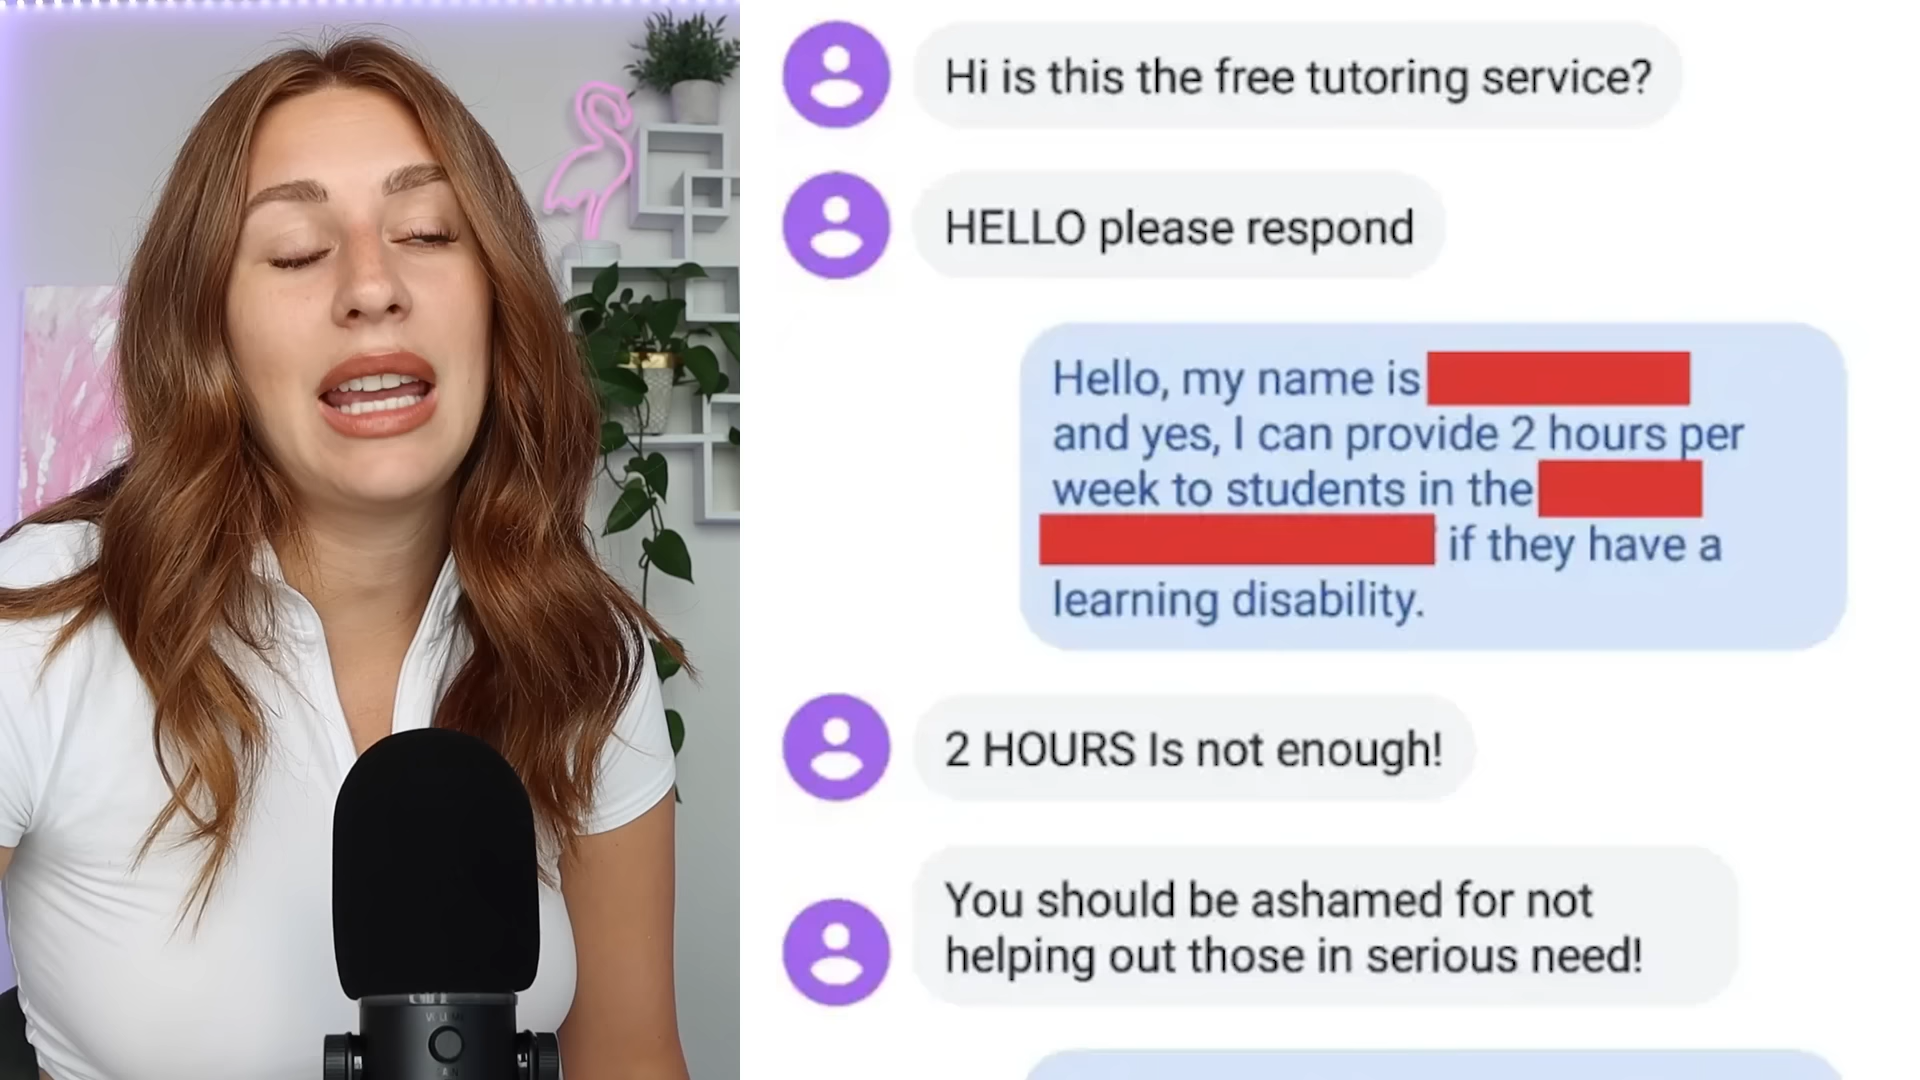 Hi is this the free tutoring service?
HELLO please respond
Hello, my name is
and yes, I can provide 2 hours per
week to students in the
if they have a
learning disability.
2 HOURS Is not enough!
You should be ashamed for not
helping out those in serious need!